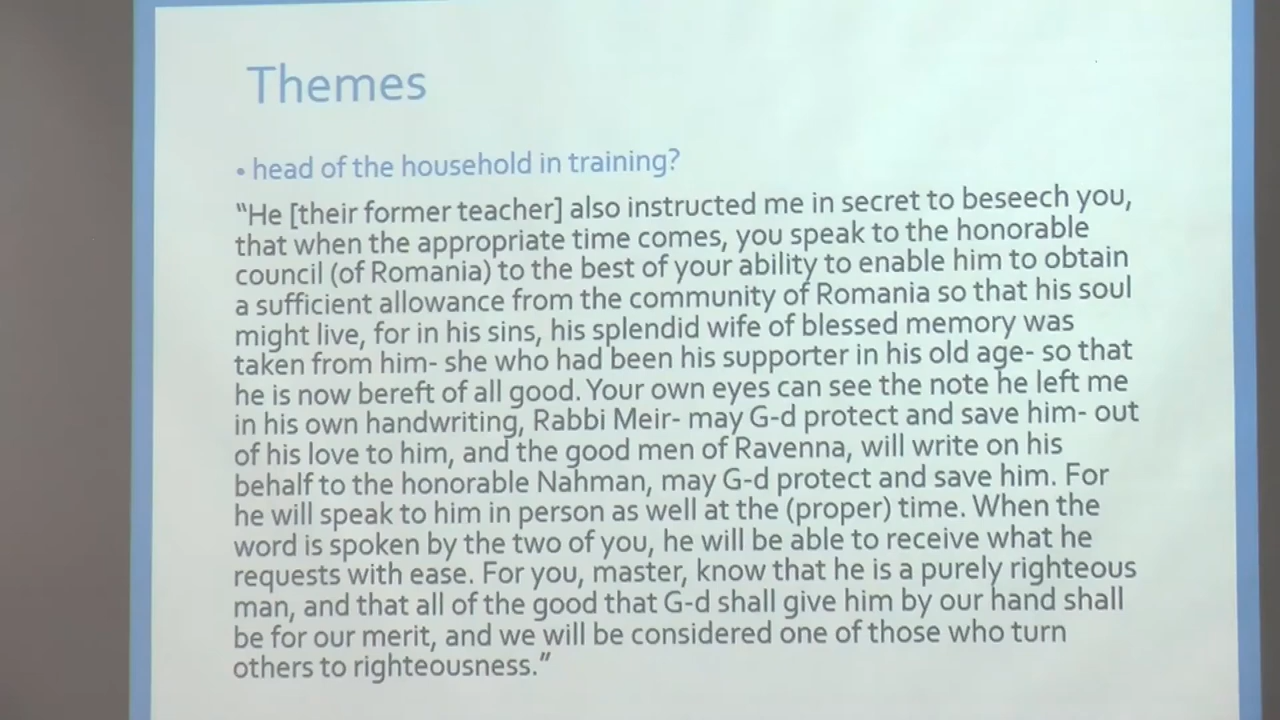 Themes
• head of the household in training?
“He [their former teacher] also instructed me in secret to beseech you,
that when the appropriate time comes, you speak to the honorable
council (of Romania) to the best of your ability to enable him to obtain
a sufficient allowance from the community of Romania so that his soul
might live, for in his sins, his splendid wife of blessed memory was
taken from him- she who had been his supporter in his old age- so that
he is now bereft of all good. Your own eyes can see the note he left me
in his own handwriting, Rabbi Meir- may G-d protect and save him- out
of his love to him, and the good men of Ravenna, will write on his
behalf to the honorable Nahman, may G-d protect and save him. For
he will speak to him in person as well at the (proper) time. When the
word is spoken by the two of you, he will be able to receive what he
requests with ease. For you, master, know that he is a purely righteous
man, and that all of the good that G-d shall give him by our hand shall
be for our merit, and we will be considered one of those who turn
others to righteousness.”